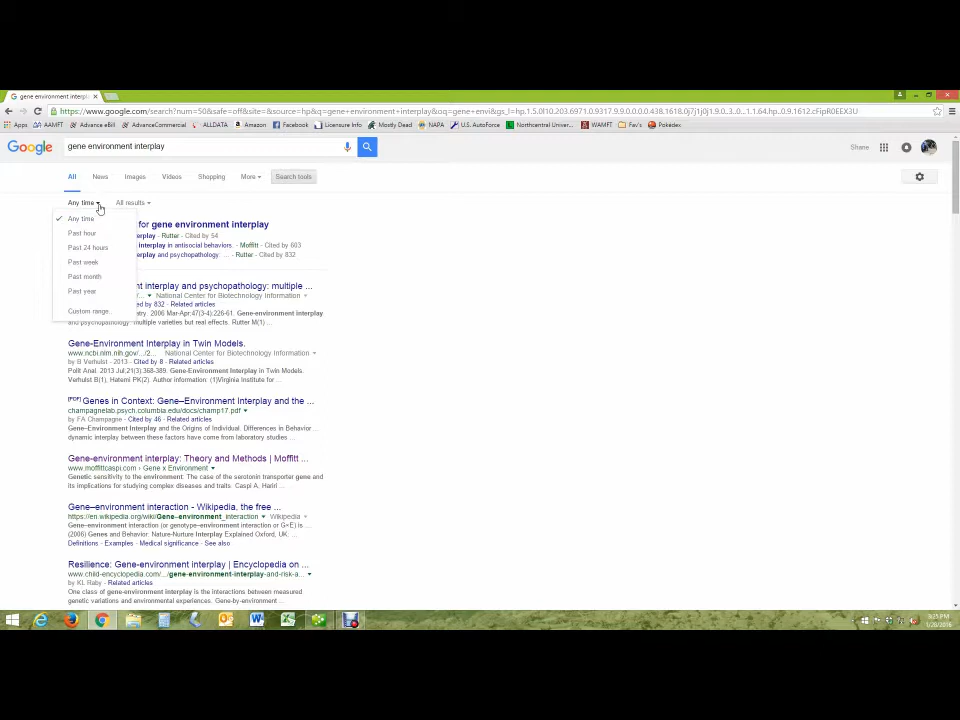 gene environment interpl
https://www.google.com/search?num=50&safe=off&site=&source=hp&q=gene+environment+interplay&oq=gene+envi&gs_l=hp.1.5.0l10.203.6971.0.9317.9.9.0.0.0.0.438.1618.0j7j1j0j1.9.0....3..0...1.1.64.hp..0.9.1612.cFipR0EEX3U
Apps AAMFT Advance eBill AdvanceCommercial ALLDATA Amazon Facebook Licensure Info Mostly Dead NAPA U.S. AutoForce Northcentral Univer... WAMFT Fav's Pokédex
Google gene environment interplay Share
All News Images Videos Shopping More Search tools
Any time All results
Any time
Past hour
Past 24 hours
Past week
Past month
Past year
Custom range...
for gene environment interplay
rplay - Rutter - Cited by 54
interplay in antisocial behaviors. - Moffitt - Cited by 603
erplay and psychopathology: ... - Rutter - Cited by 832
t interplay and psychopathology: multiple ...
National Center for Biotechnology Information
ed by 832 - Related articles
iatry. 2006 Mar-Apr;47(3-4):226-61. Gene-environment interplay
and psychopathology: multiple varieties but real effects. Rutter M(1) ...
Gene-Environment Interplay in Twin Models.
www.ncbi.nlm.nih.gov/.../2... National Center for Biotechnology Information
by B Verhulst - 2013 - Cited by 8 - Related articles
Polit Anal. 2013 Jul;21(3):368-389. Gene-Environment Interplay in Twin Models.
Verhulst B(1), Hatemi PK(2). Author information: (1)Virginia Institute for ...
[PDF] Genes in Context: Gene–Environment Interplay and the ...
champagnelab.psych.columbia.edu/docs/champ17.pdf
by FA Champagne - Cited by 46 - Related articles
Gene–Environment Interplay and the Origins of Individual. Differences in Behavior ...
dynamic interplay between these factors have come from laboratory studies ...
Gene-environment interplay: Theory and Methods | Moffitt ...
www.moffittcaspi.com › Gene x Environment
Genetic sensitivity to the environment: The case of the serotonin transporter gene and
its implications for studying complex diseases and traits. Caspi A, Hariri ...
Gene–environment interaction - Wikipedia, the free ...
https://en.wikipedia.org/wiki/Gene–environment_interaction Wikipedia
Gene–environment interaction (or genotype–environment interaction or G×E) is ...
(2006) Genes and Behavior: Nature-Nurture Interplay Explained Oxford, UK: ...
Definitions - Examples - Medical significance - See also
Resilience: Gene-environment interplay | Encyclopedia on ...
www.child-encyclopedia.com/.../gene-environment-interplay-and-risk-a...
by KL Raby - Related articles
One class of gene-environment interplay is the interactions between measured
genetic variations and environmental experiences. Gene-by-environment ...
3:25 PM
1/28/2016